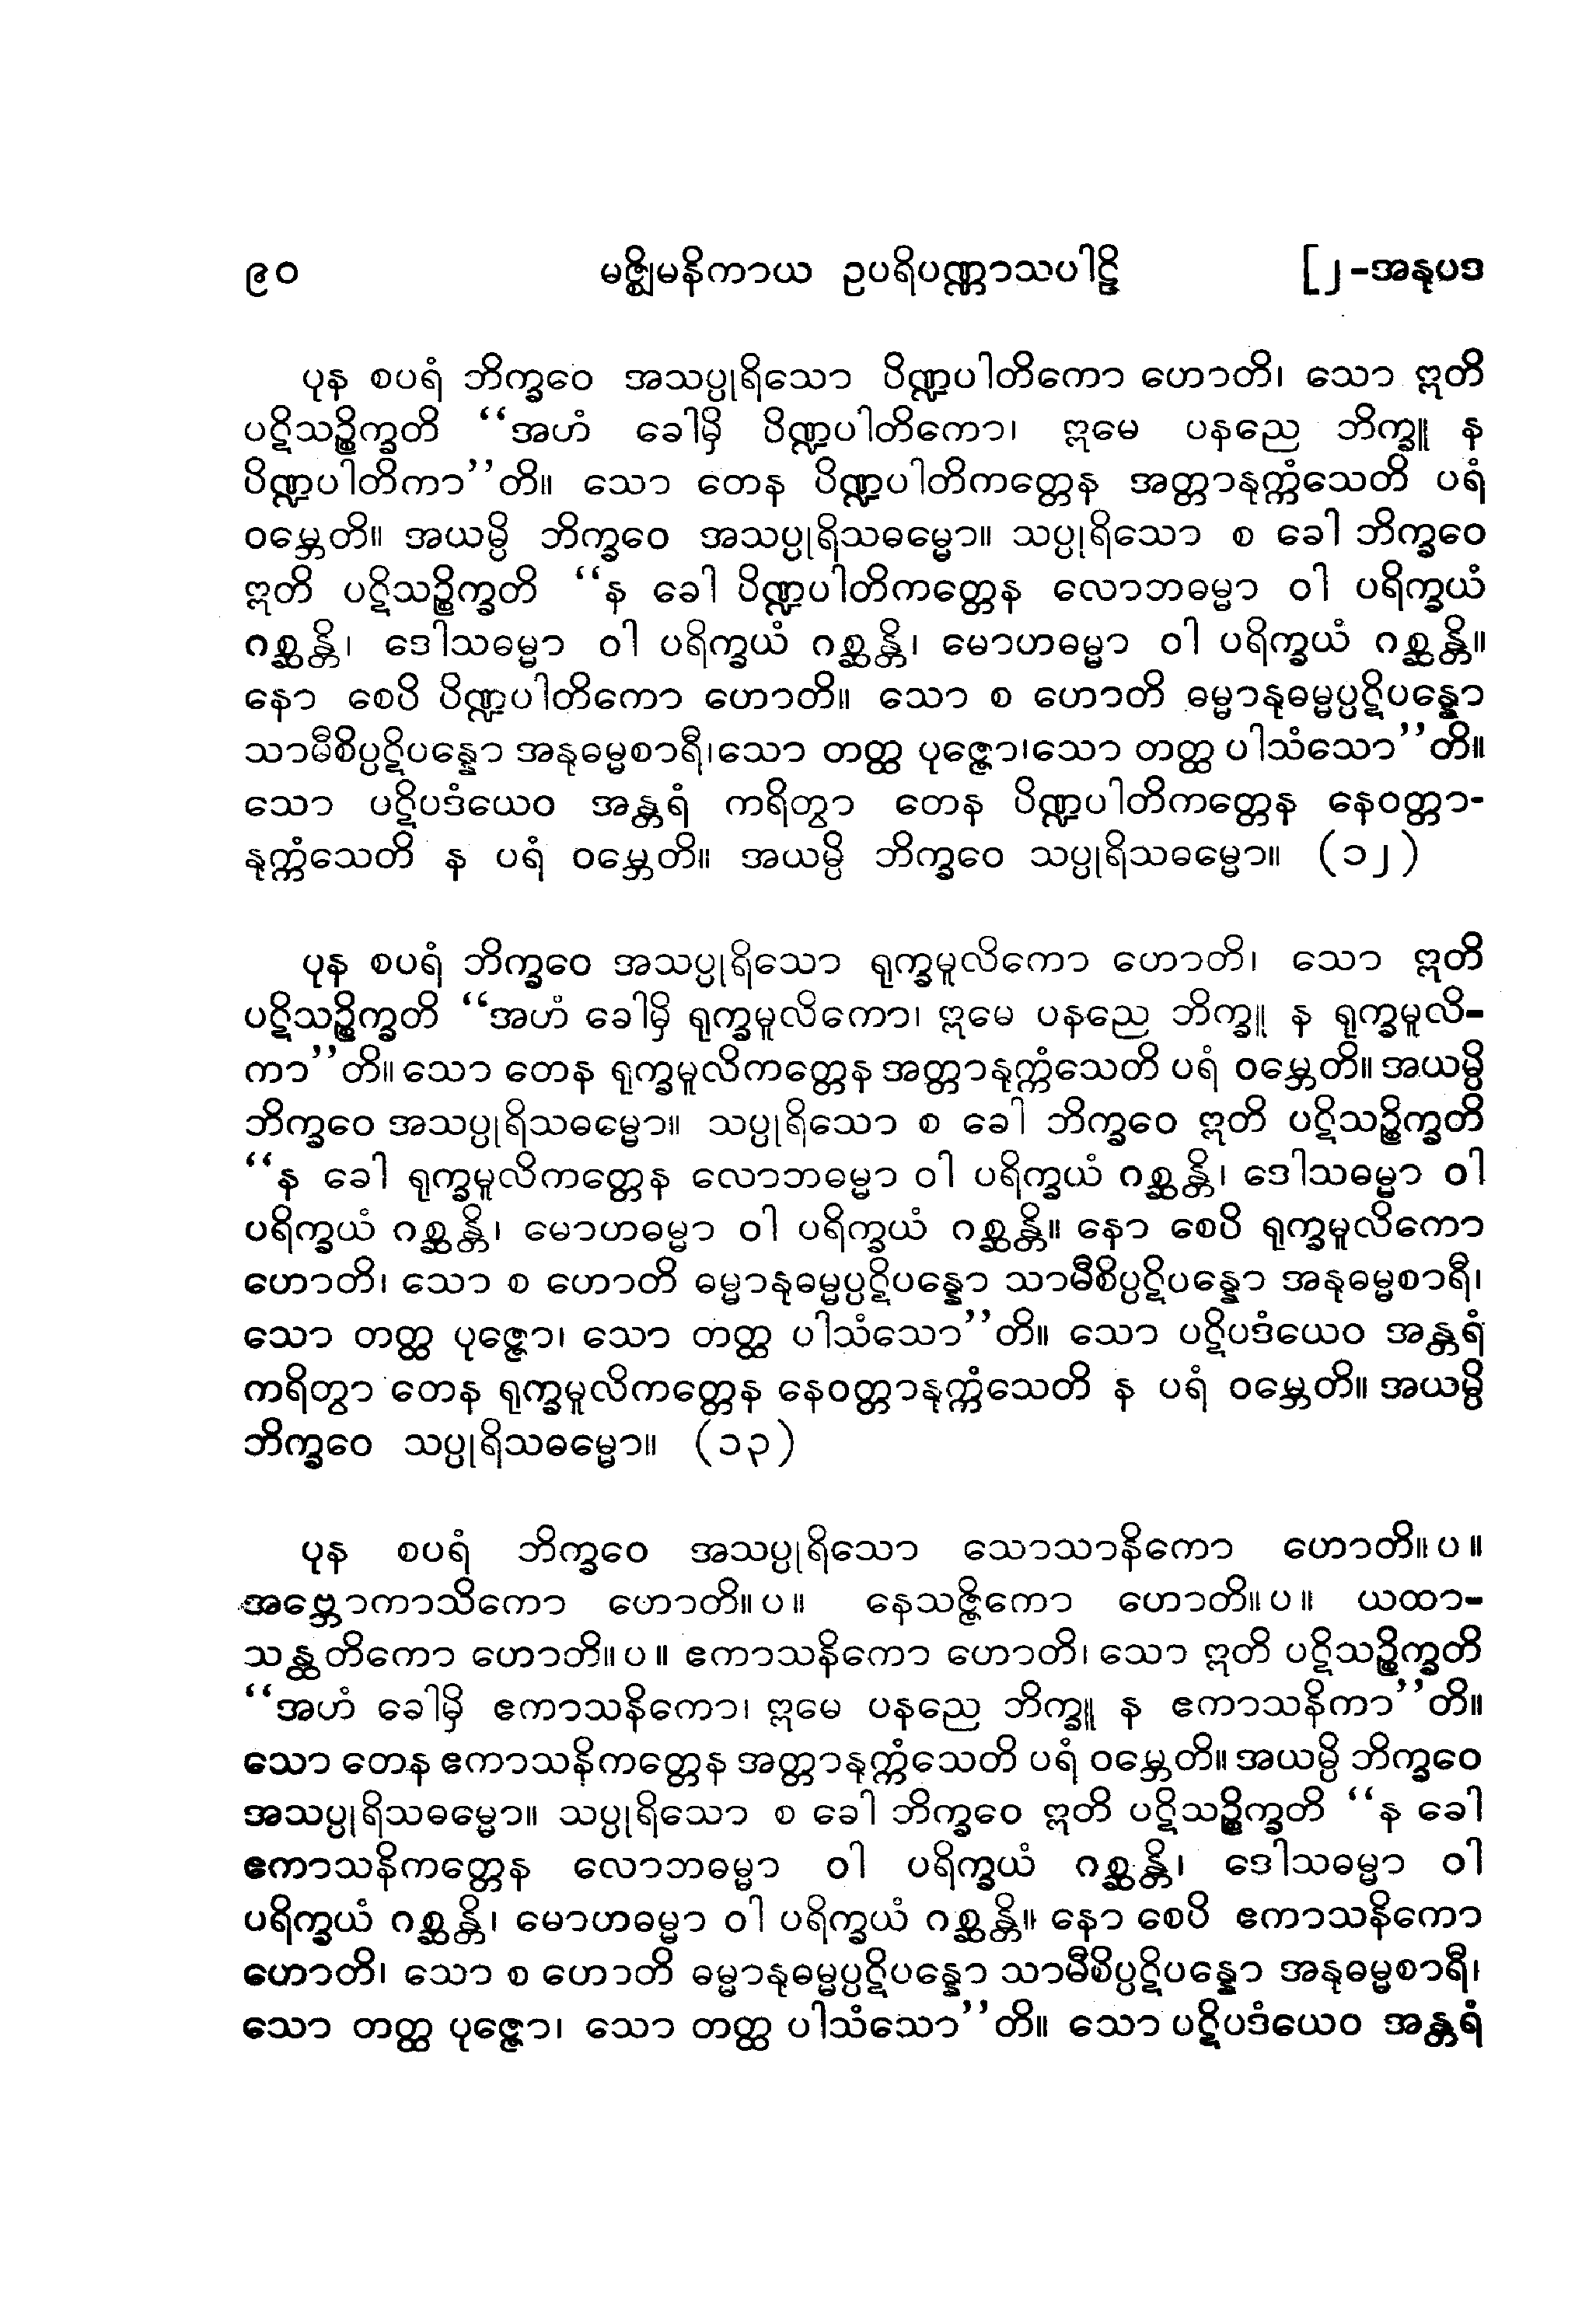 ၉၀ မဇ္ဈိမနိကာယ ဥပရိပဏ္ဏာသပါဠိ [၂-အနုပဒ
ပုန စပရံ ဘိက္ခဝေ အသပ္ပုရိသော ပိဏ္ဍပါတိကော ဟောတိ၊ သော ဣတိ
ပဋိသဉ္စိက္ခတိ “အဟံ ခေါမှိ ပိဏ္ဍပါတိကော၊ ဣမေ ပနညေ ဘိက္ခူ န
ပိဏ္ဍပါတိကာ”တိ။ သော တေန ပိဏ္ဍပါတိကတ္တေန အတ္တာနုက္ကံသေတိ ပရံ
ဝမ္ဘေတိ။ အယမ္ပိ ဘိက္ခဝေ အသပ္ပုရိသဓမ္မော။ သပ္ပုရိသော စ ခေါ ဘိက္ခဝေ
ဣတိ ပဋိသဉ္စိက္ခတိ “န ခေါ ပိဏ္ဍပါတိကတ္တေန လောဘဓမ္မာ ဝါ ပရိက္ခယံ
ဂစ္ဆန္တိ၊ ဒေါသဓမ္မာ ဝါ ပရိက္ခယံ ဂစ္ဆန္တိ၊ မောဟဓမ္မာ ဝါ ပရိက္ခယံ ဂစ္ဆန္တိ။
နော စေပိ ပိဏ္ဍပါတိကော ဟောတိ။ သော စ ဟောတိ ဓမ္မာနုဓမ္မပ္ပဋိပန္နော
သာမီစိပ္ပဋိပန္နော အနုဓမ္မစာရီ၊သော တတ္ထ ပုဇ္ဇော၊သော တတ္ထ ပါသံသော”တိ။
သော ပဋိပဒံယေဝ အန္တရံ ကရိတွာ တေန ပိဏ္ဍပါတိကတ္တေန နေဝတ္တာ-
နုက္ကံသေတိ န ပရံ ဝမ္ဘေတိ။ အယမ္ပိ ဘိက္ခဝေ သပ္ပုရိသဓမ္မော။ (၁၂)
ပုန စပရံ ဘိက္ခဝေ အသပ္ပုရိသော ရုက္ခမူလိကော ဟောတိ၊ သော ဣတိ
ပဋိသဉ္စိက္ခတိ “အဟံ ခေါမှိ ရုက္ခမူလိကော၊ ဣမေ ပနညေ ဘိက္ခူ န ရုက္ခမူလိ-
ကာ”တိ။ သော တေန ရုက္ခမူလိကတ္တေန အတ္တာနုက္ကံသေတိ ပရံ ဝမ္ဘေတိ။ အယမ္ပိ
ဘိက္ခဝေ အသပ္ပုရိသဓမ္မော။ သပ္ပုရိသော စ ခေါ ဘိက္ခဝေ ဣတိ ပဋိသဉ္စိက္ခတိ
“န ခေါ ရုက္ခမူလိကတ္တေန လောဘဓမ္မာ ဝါ ပရိက္ခယံ ဂစ္ဆန္တိ၊ ဒေါသဓမ္မာ ဝါ
ပရိက္ခယံ ဂစ္ဆန္တိ၊ မောဟဓမ္မာ ဝါ ပရိက္ခယံ ဂစ္ဆန္တိ။ နော စေပိ ရုက္ခမူလိကော
ဟောတိ၊ သော စ ဟောတိ ဓမ္မာနုဓမ္မပ္ပဋိပန္နော သာမီစိပ္ပဋိပန္နော အနုဓမ္မစာရီ၊
သော တတ္ထ ပုဇ္ဇော၊ သော တတ္ထ ပါသံသော”တိ။ သော ပဋိပဒံယေဝ အန္တရံ
ကရိတွာ တေန ရုက္ခမူလိကတ္တေန နေဝတ္တာနုက္ကံသေတိ န ပရံ ဝမ္ဘေတိ။ အယမ္ပိ
ဘိက္ခဝေ သပ္ပုရိသဓမ္မော။ (၁၃)
ပုန စပရံ ဘိက္ခဝေ အသပ္ပုရိသော သောသာနိကော ဟောတိ။ပ။
အဗ္ဘောကာသိကော ဟောတိ။ပ။ နေသဇ္ဇိကော ဟောတိ။ပ။ ယထာ-
သန္ထတိကော ဟောတိ။ပ။ ဧကာသနိကော ဟောတိ၊ သော ဣတိ ပဋိသဉ္စိက္ခတိ
“အဟံ ခေါမှိ ဧကာသနိကော၊ ဣမေ ပနညေ ဘိက္ခူ န ဧကာသနိကာ”တိ။
သော တေန ဧကာသနိကတ္တေန အတ္တာနုက္ကံသေတိ ပရံ ဝမ္ဘေတိ။ အယမ္ပိ ဘိက္ခဝေ
အသပ္ပုရိသဓမ္မော။ သပ္ပုရိသော စ ခေါ ဘိက္ခဝေ ဣတိ ပဋိသဉ္စိက္ခတိ “န ခေါ
ဧကာသနိကတ္တေန လောဘဓမ္မာ ဝါ ပရိက္ခယံ ဂစ္ဆန္တိ၊ ဒေါသဓမ္မာ ဝါ
ပရိက္ခယံ ဂစ္ဆန္တိ၊ မောဟဓမ္မာ ဝါ ပရိက္ခယံ ဂစ္ဆန္တိ။ နော စေပိ ဧကာသနိကော
ဟောတိ၊ သော စ ဟောတိ ဓမ္မာနုဓမ္မပ္ပဋိပန္နော သာမီစိပ္ပဋိပန္နော အနုဓမ္မစာရီ၊
သော တတ္ထ ပုဇ္ဇော၊ သော တတ္ထ ပါသံသော”တိ။ သော ပဋိပဒံယေဝ အန္တရံ